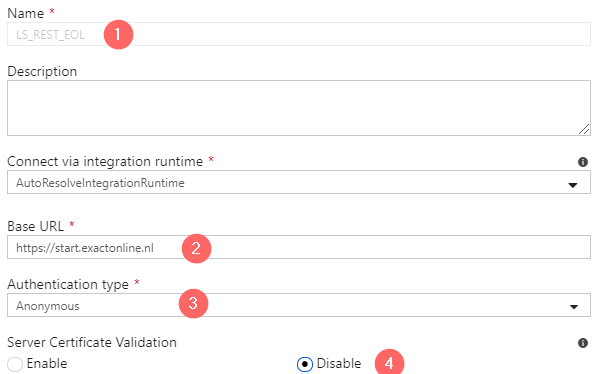 Name *
LS_REST_EOL 1
Description
Connect via integration runtime *
AutoResolveIntegrationRuntime
Base URL *
https://start.exactonline.nl 2
Authentication type *
Anonymous 3
Server Certificate Validation
Enable Disable 4